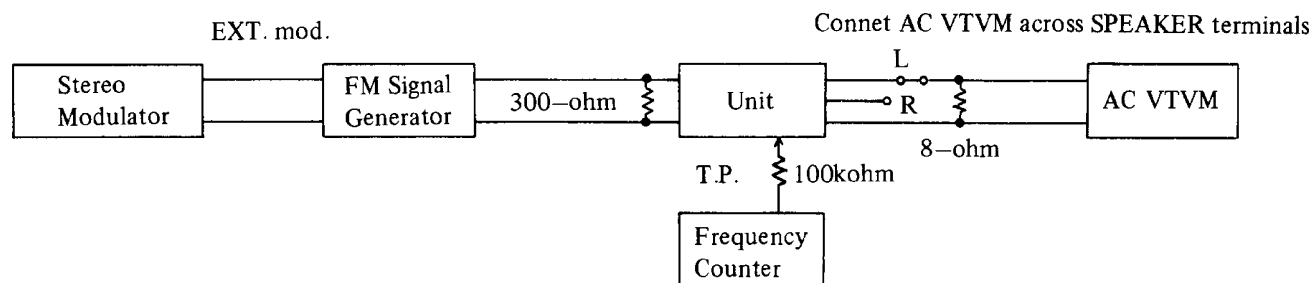 Connet AC VTVM across SPEAKER terminals
EXT. mod.
Stereo
Modulator
FM Signal
Generator
300-ohm
Unit
L
R
8-ohm
AC VTVM
T.P.
100kohm
Frequency
Counter